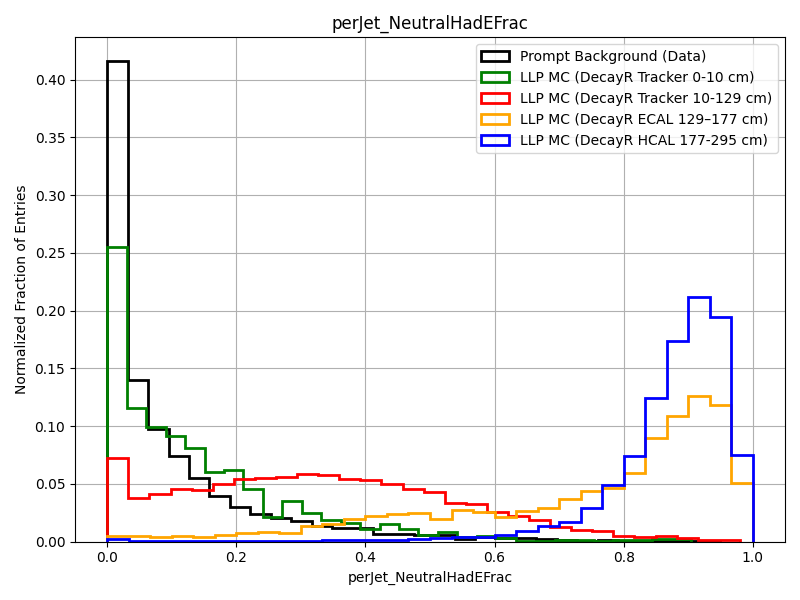 perJet_NeutralHadEFrac
Prompt Background (Data)
LLP MC (DecayR Tracker 0-10 cm)
LLP MC (DecayR Tracker 10-129 cm)
LLP MC (DecayR ECAL 129–177 cm)
LLP MC (DecayR HCAL 177-295 cm)
Normalized Fraction of Entries
0.40
0.35
0.30
0.25
0.20
0.15
0.10
0.05
0.00
0.0 0.2 0.4 0.6 0.8 1.0
perJet_NeutralHadEFrac